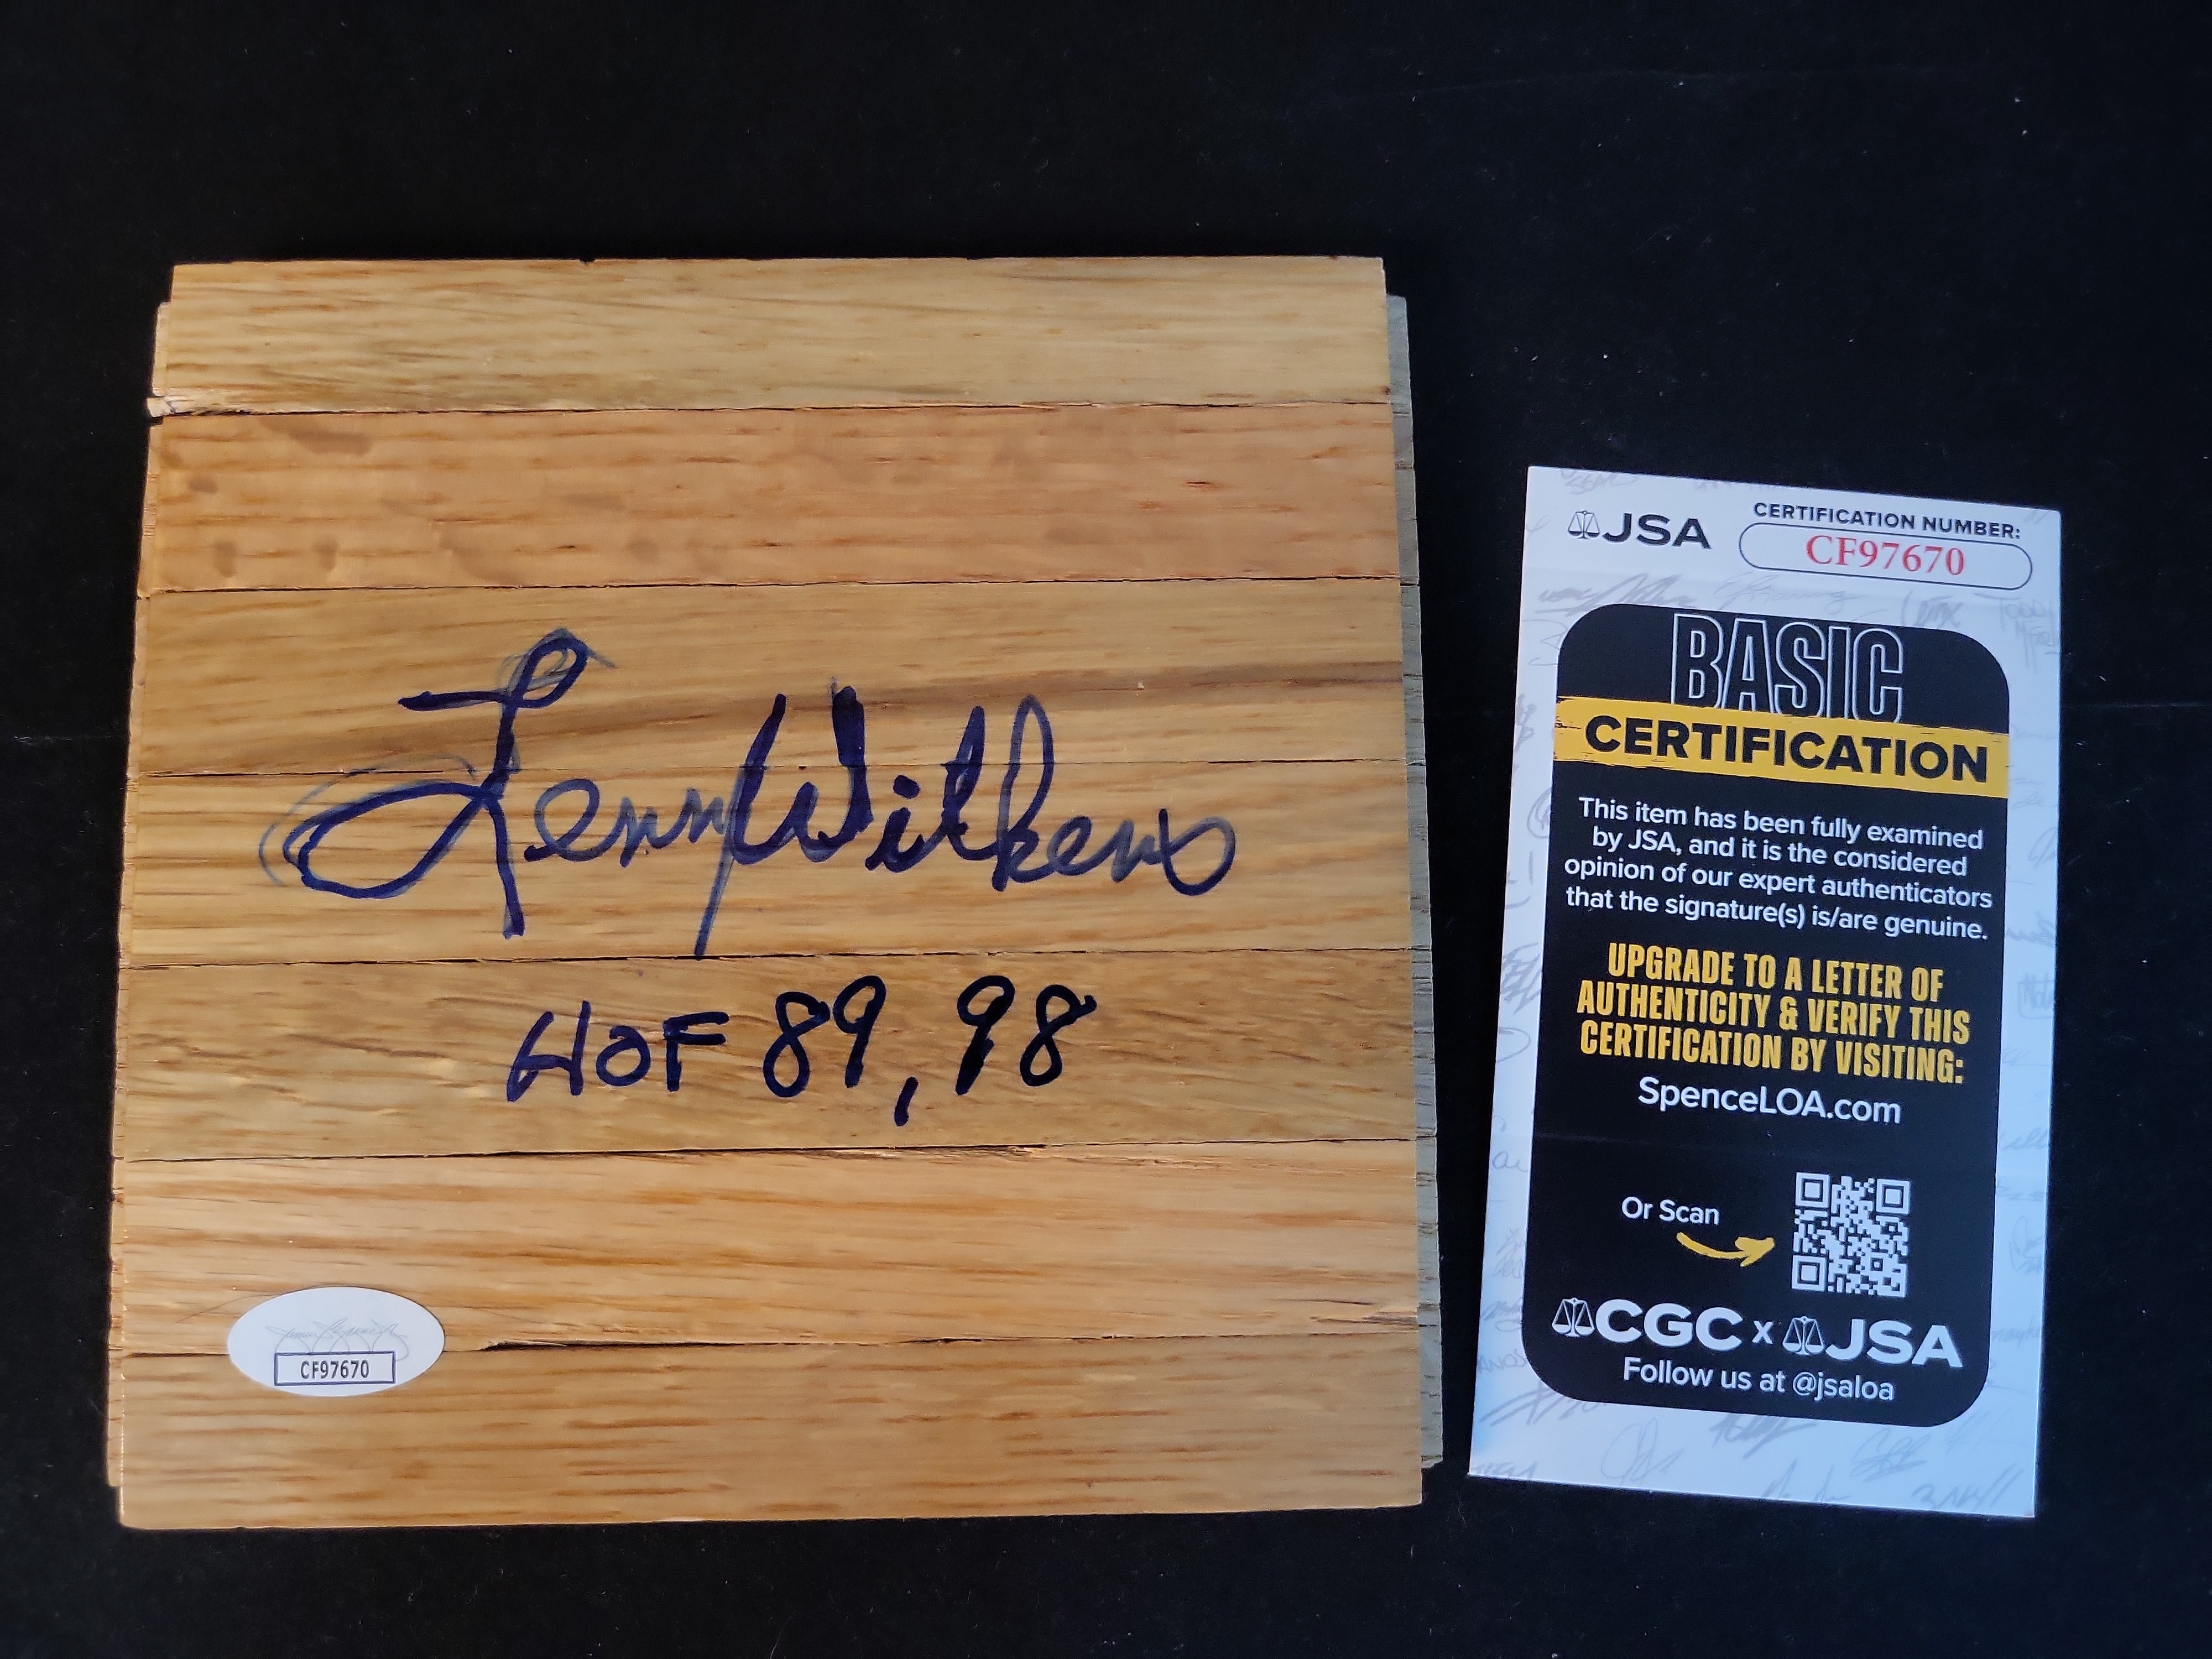 Lenny Wilkens
HOF 89, 98
CF97670
JSA
CERTIFICATION NUMBER:
CF97670
BASIC
CERTIFICATION
This item has been fully examined
by JSA, and it is the considered
opinion of our expert authenticators
that the signature(s) is/are genuine.
UPGRADE TO A LETTER OF
AUTHENTICITY & VERIFY THIS
CERTIFICATION BY VISITING:
SpenceLOA.com
Or Scan
CGC x JSA
Follow us at @jsaloa